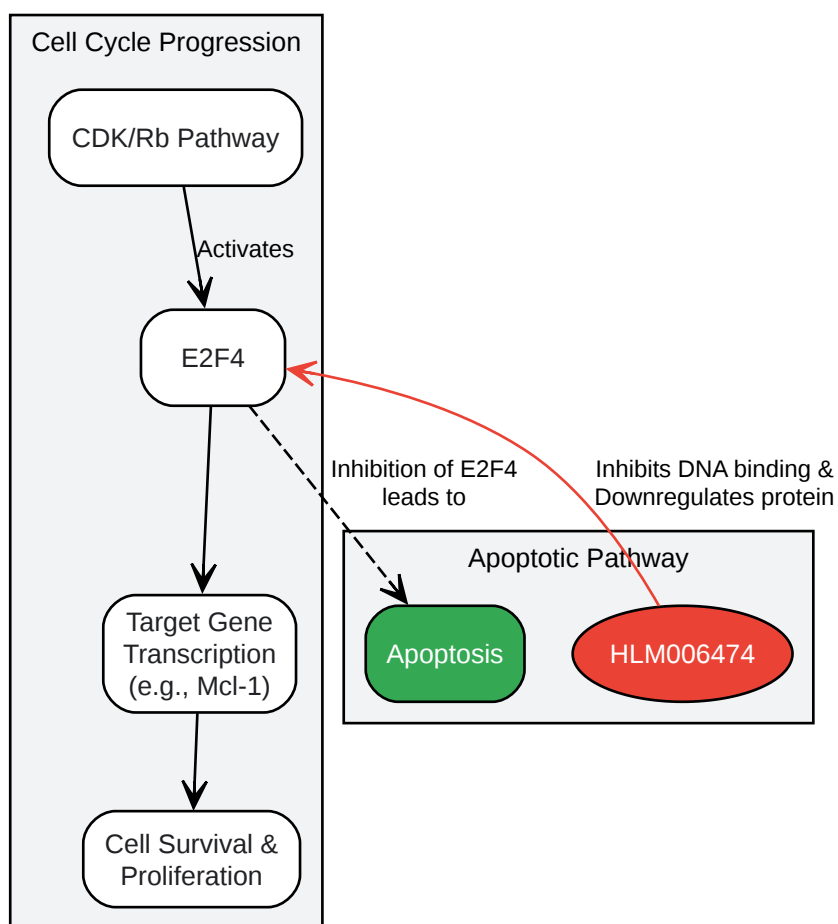 Cell Cycle Progression
CDK/Rb Pathway
Activates
E2F4
Inhibition of E2F4
leads to
Inhibits DNA binding &
Downregulates protein
Apoptotic Pathway
Target Gene
Transcription
(e.g., Mcl-1)
Apoptosis
HLM006474
Cell Survival &
Proliferation